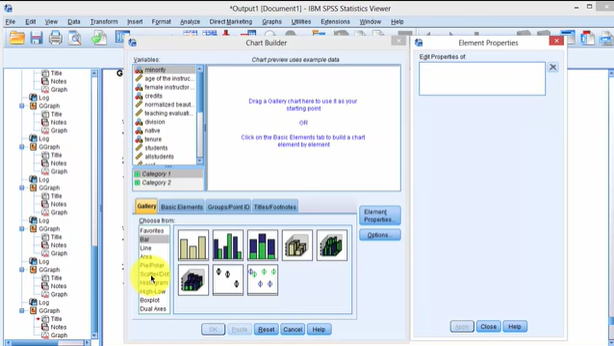 *Output1 [Document1] - IBM SPSS Statistics Viewer
File Edit View Data Transform Insert Format Analyze Direct Marketing Graphs Utilities Extensions Window Help
Title
Notes
Graph
Log
GGraph
Title
Notes
Graph
Log
GGraph
Title
Notes
Graph
Log
GGraph
Title
Notes
Graph
Log
GGraph
Title
Notes
Graph
Log
GGraph
Title
Notes
Graph
Log
GGraph
Title
Notes
Graph
G
Chart Builder
Variables:
Chart preview uses example data
minority
age of the instruc...
female instructor...
credits
normalized beaut...
teaching evaluati...
division
native
tenure
students
allstudents
Category 1
Category 2
Drag a Gallery chart here to use it as your
starting point
OR
Click on the Basic Elements tab to build a chart
element by element
Gallery Basic Elements Groups/Point ID Titles/Footnotes
Choose from:
Favorites
Bar
Line
Area
Pie/Polar
Scatter/Dot
Histogram
High-Low
Boxplot
Dual Axes
Element
Properties...
Options...
OK Paste Reset Cancel Help
Element Properties
Edit Properties of:
Apply Close Help